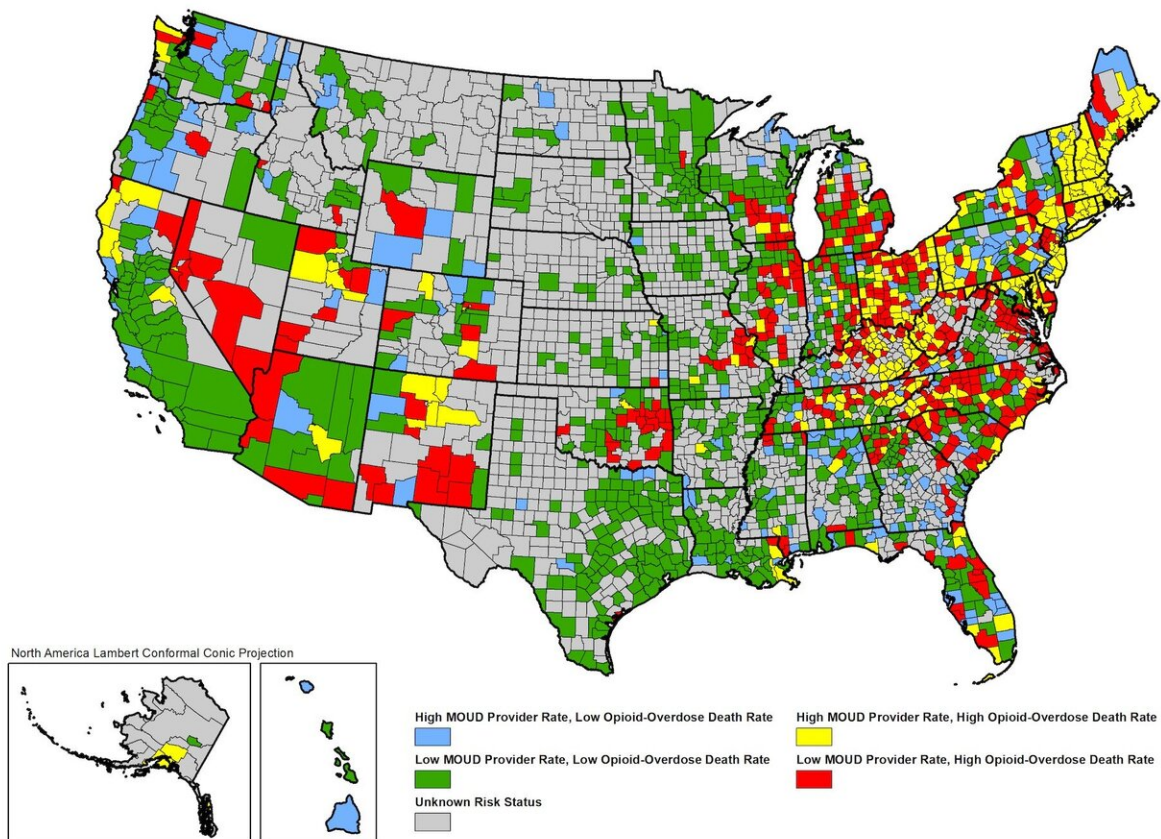 North America Lambert Conformal Conic Projection
High MOUD Provider Rate, Low Opioid-Overdose Death Rate
High MOUD Provider Rate, High Opioid-Overdose Death Rate
Low MOUD Provider Rate, Low Opioid-Overdose Death Rate
Low MOUD Provider Rate, High Opioid-Overdose Death Rate
Unknown Risk Status